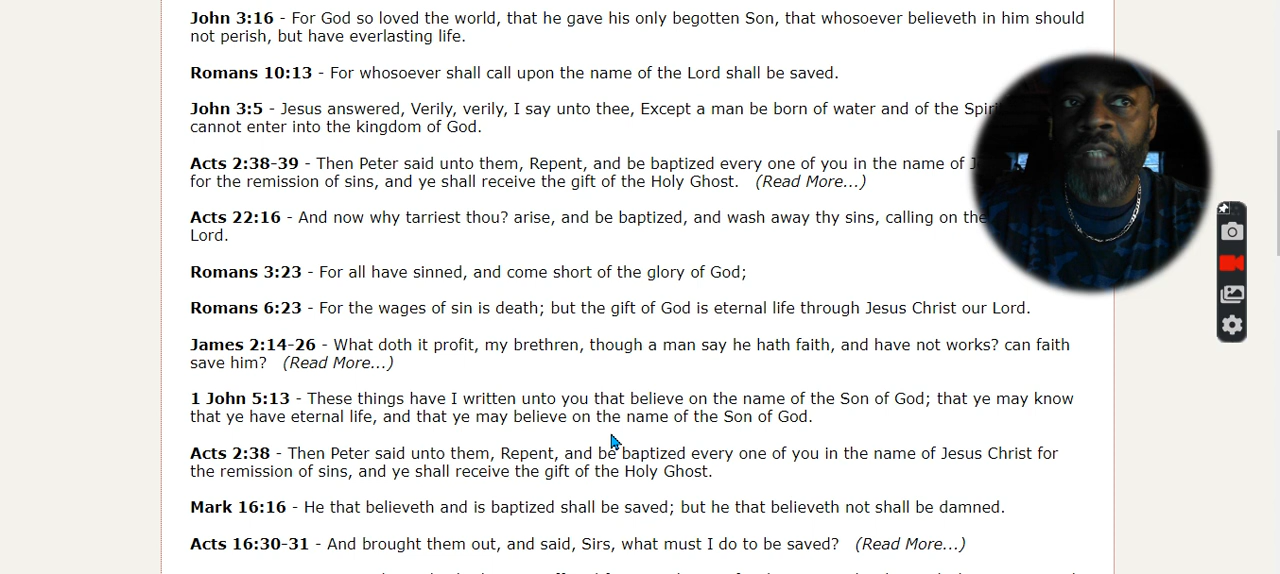 John 3:16 - For God so loved the world, that he gave his only begotten Son, that whosoever believeth in him should
not perish, but have everlasting life.
Romans 10:13 - For whosoever shall call upon the name of the Lord shall be saved.
John 3:5 - Jesus answered, Verily, verily, I say unto thee, Except a man be born of water and of the
cannot enter into the kingdom of God.
Acts 2:38-39 - Then Peter said unto them, Repent, and be baptized every one of you in the name of
for the remission of sins, and ye shall receive the gift of the Holy Ghost. (Read More...)
Acts 22:16 - And now why tarriest thou? arise, and be baptized, and wash away thy sins, calling on the
Lord.
Romans 3:23 - For all have sinned, and come short of the glory of God;
Romans 6:23 - For the wages of sin is death; but the gift of God is eternal life through Jesus Christ our Lord.
James 2:14-26 - What doth it profit, my brethren, though a man say he hath faith, and have not works? can faith
save him? (Read More...)
1 John 5:13 - These things have I written unto you that believe on the name of the Son of God; that ye may know
that ye have eternal life, and that ye may believe on the name of the Son of God.
Acts 2:38 - Then Peter said unto them, Repent, and be baptized every one of you in the name of Jesus Christ for
the remission of sins, and ye shall receive the gift of the Holy Ghost.
Mark 16:16 - He that believeth and is baptized shall be saved; but he that believeth not shall be damned.
Acts 16:30-31 - And brought them out, and said, Sirs, what must I do to be saved? (Read More...)